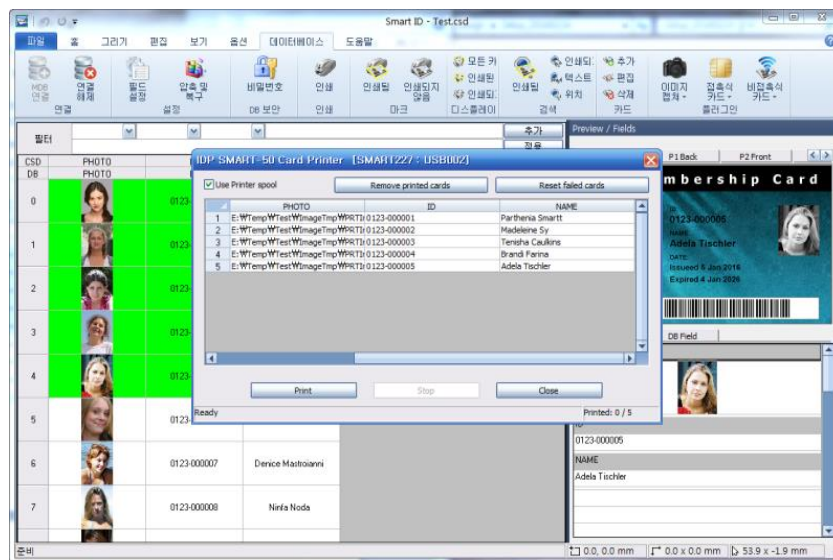 Smart ID - Test.csd
파일 홈 그리기 편집 보기 옵션 데이터베이스 도움말
MDB 연결
연결 해제
필드 설정
압축 및 복구
비밀번호
인쇄
인쇄됨
인쇄되지 않음
모든 카
인쇄됨
인쇄되
인쇄됨
인쇄되
텍스트
위치
추가
편집
삭제
이미지 캡처
접촉식 카드
비접촉식 카드
연결 설정 DB 보안 인쇄 마크 디스플레이 검색 카드 플러그인
필터
추가
적용
Preview / Fields
CSD PHOTO
DB PHOTO
P1 Back P2 Front
IDP SMART-50 Card Printer [SMART227 : USB002]
Use Printer spool Remove printed cards Reset failed cards
PHOTO ID NAME
1 E:₩Temp₩Test₩ImageTmp₩PRTI 0123-000001 Parthenia Smartt
2 E:₩Temp₩Test₩ImageTmp₩PRTI 0123-000002 Madeleine Sy
3 E:₩Temp₩Test₩ImageTmp₩PRTI 0123-000003 Tenisha Caulkins
4 E:₩Temp₩Test₩ImageTmp₩PRTI 0123-000004 Brandi Farina
5 E:₩Temp₩Test₩ImageTmp₩PRTI 0123-000005 Adela Tischler
Print Stop Close
Ready Printed: 0 / 5
0 0123-
1 0123-
2 0123-
3 0123-
4 0123-
5 0123-
6 0123-000007 Denice Mastroianni
7 0123-000008 Ninfa Noda
mbership Card
ID
0123-000005
NAME
Adela Tischler
DATE
Issueed 5 Jan 2016
Expired 4 Jan 2026
DB Field
ID
0123-000005
NAME
Adela Tischler
준비 0.0, 0.0 mm 0.0 x 0.0 mm 53.9 x -1.9 mm